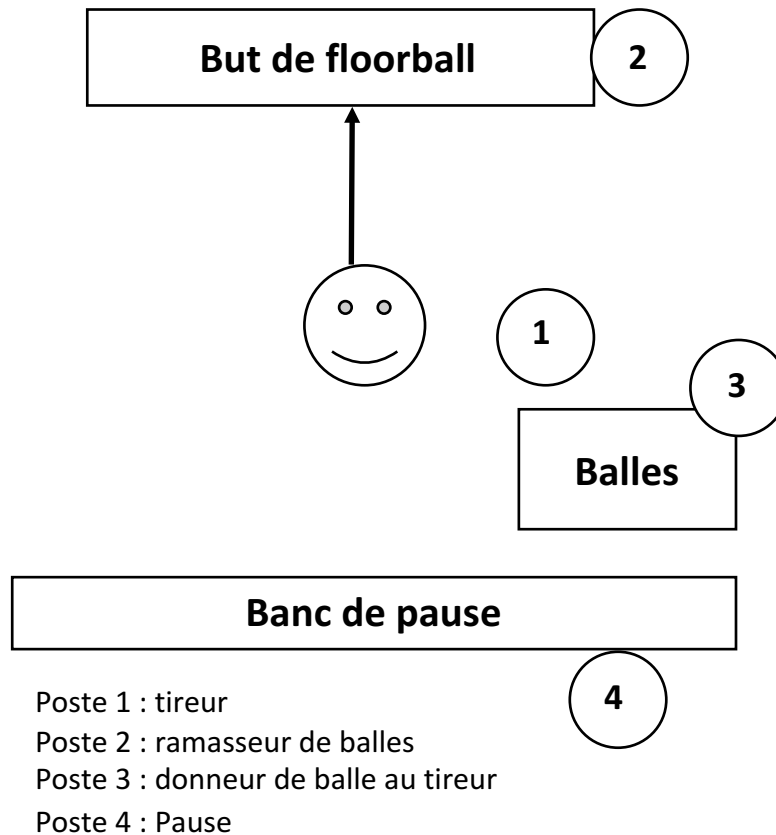 But de floorball
2
1
3
Balles
Banc de pause
4
Poste 1 : tireur
Poste 2 : ramasseur de balles
Poste 3 : donneur de balle au tireur
Poste 4 : Pause